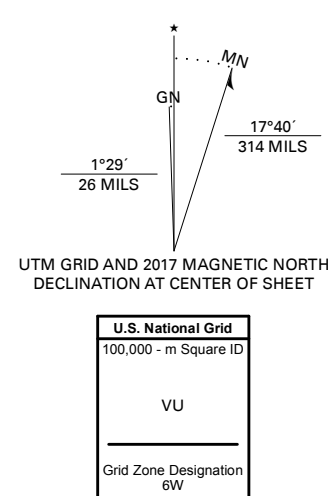 ★
MN
GN
17°40´
314 MILS
1°29´
26 MILS
UTM GRID AND 2017 MAGNETIC NORTH
DECLINATION AT CENTER OF SHEET
U.S. National Grid
100,000 - m Square ID
VU
Grid Zone Designation
6W